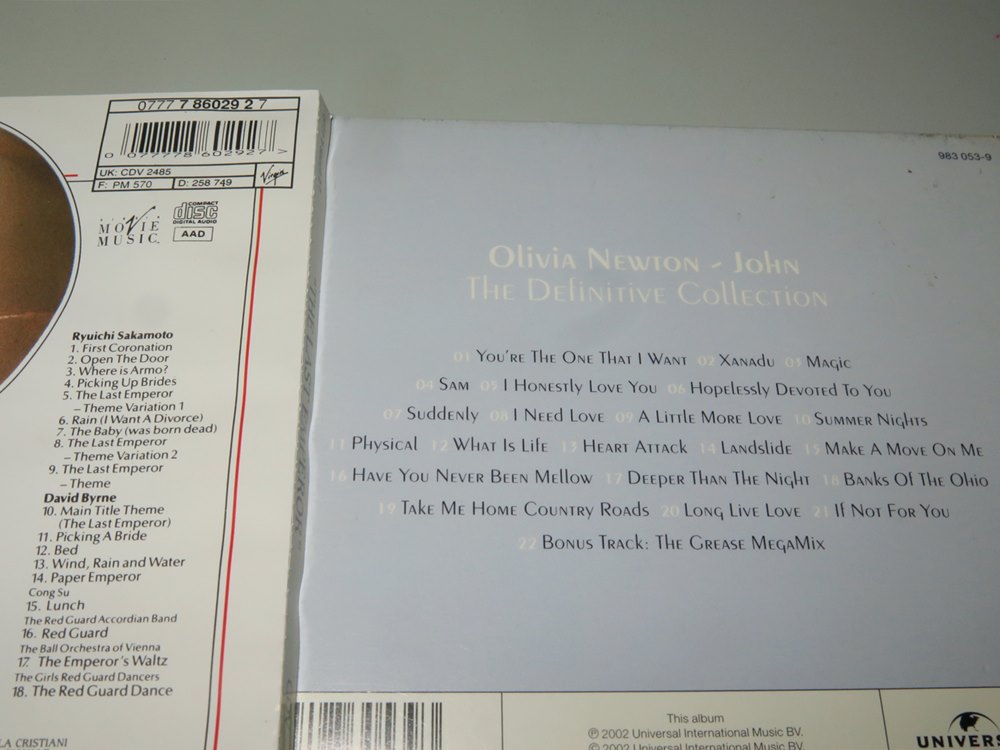 0777 7 86029 2 7
0 077778 602927 >
UK: CDV 2485
F: PM 570 D: 258 749
Virgin
MOVIE
MUSIC
COMPACT
disc
DIGITAL AUDIO
AAD
Ryuichi Sakamoto
1. First Coronation
2. Open The Door
3. Where is Armo?
4. Picking Up Brides
5. The Last Emperor
– Theme Variation 1
6. Rain (I Want A Divorce)
7. The Baby (was born dead)
8. The Last Emperor
– Theme Variation 2
9. The Last Emperor
– Theme
David Byrne
10. Main Title Theme
(The Last Emperor)
11. Picking A Bride
12. Bed
13. Wind, Rain and Water
14. Paper Emperor
Cong Su
15. Lunch
The Red Guard Accordian Band
16. Red Guard
The Ball Orchestra of Vienna
17. The Emperor's Waltz
The Girls Red Guard Dancers
18. The Red Guard Dance
LA CRISTIANI
983 053-9
Olivia Newton - John
The Definitive Collection
01 You're The One That I Want 02 Xanadu 03 Magic
04 Sam 05 I Honestly Love You 06 Hopelessly Devoted To You
07 Suddenly 08 I Need Love 09 A Little More Love 10 Summer Nights
11 Physical 12 What Is Life 13 Heart Attack 14 Landslide 15 Make A Move On Me
16 Have You Never Been Mellow 17 Deeper Than The Night 18 Banks Of The Ohio
19 Take Me Home Country Roads 20 Long Live Love 21 If Not For You
22 Bonus Track: The Grease MegaMix
This album
℗ 2002 Universal International Music BV.
© 2002 Universal International Music BV.
UNIVERS